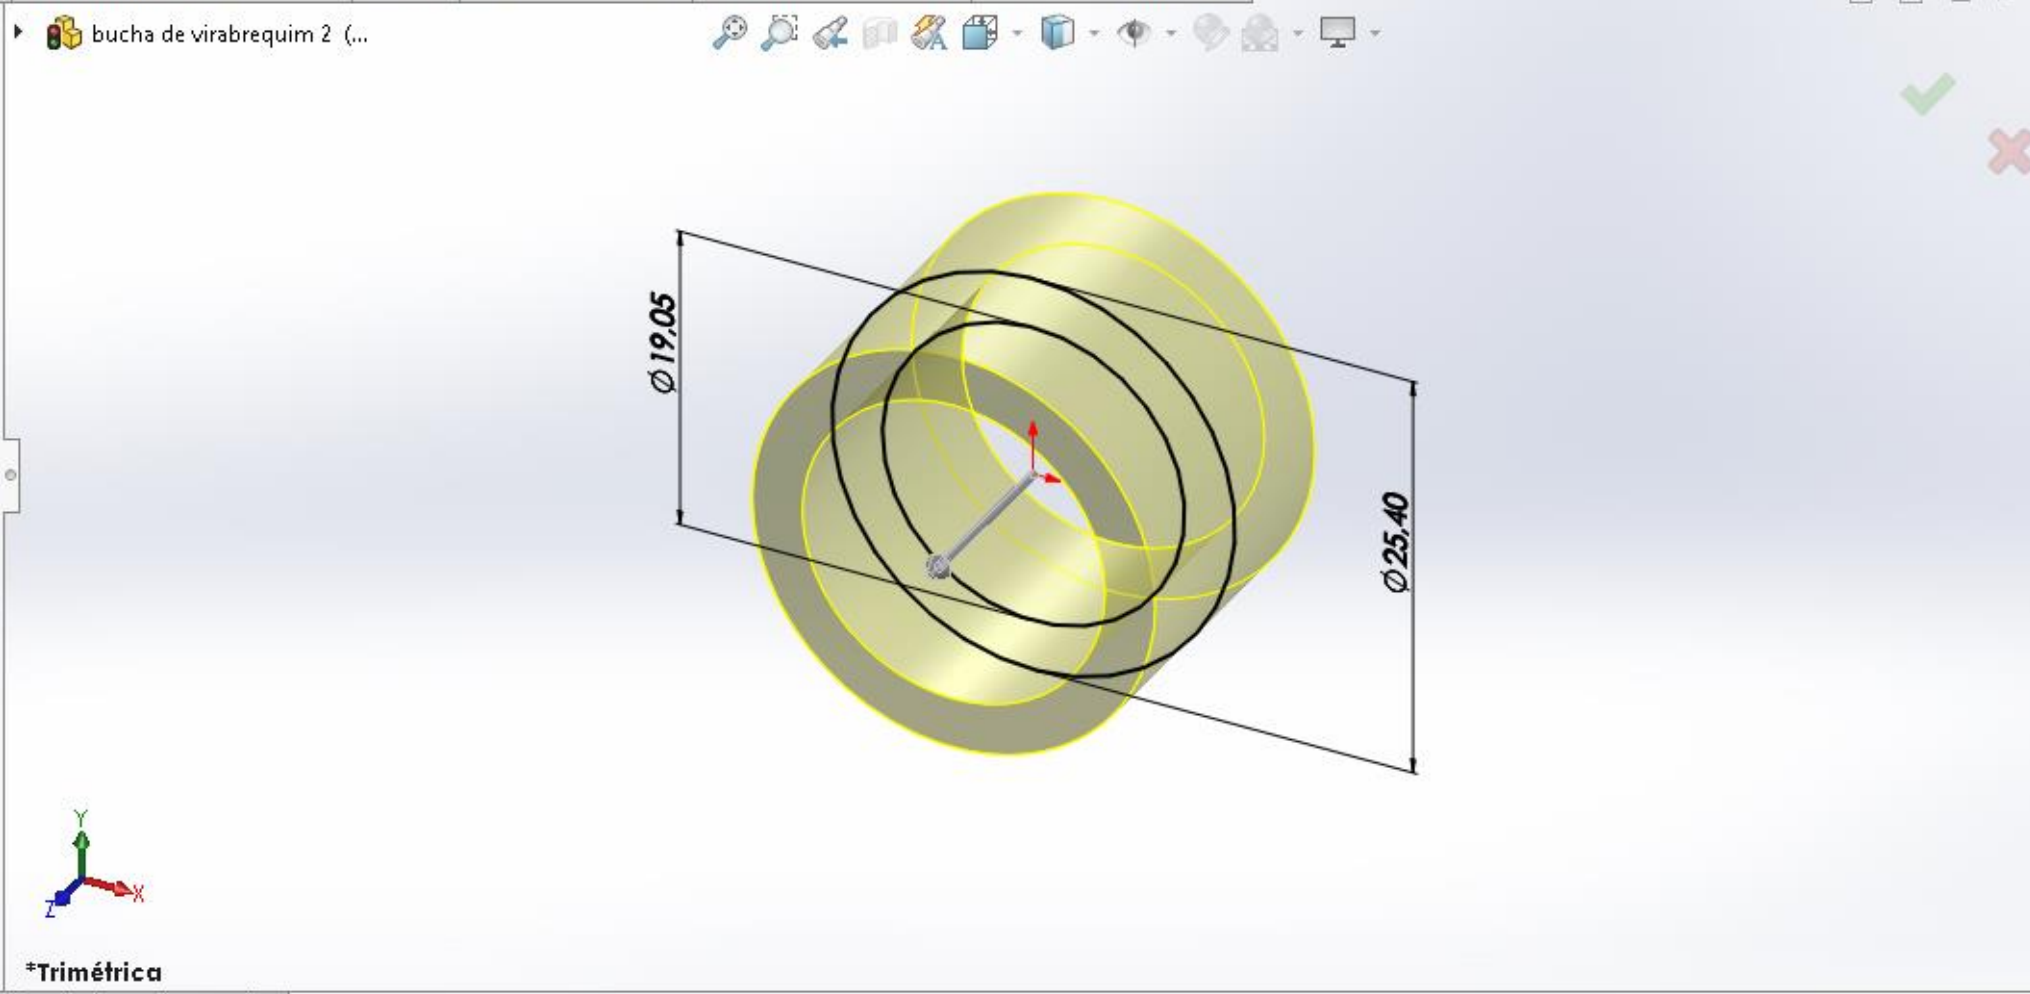 bucha de virabrequim 2 (...
Ø19,05
Ø25,40
Y
X
Z
*Trimétrica